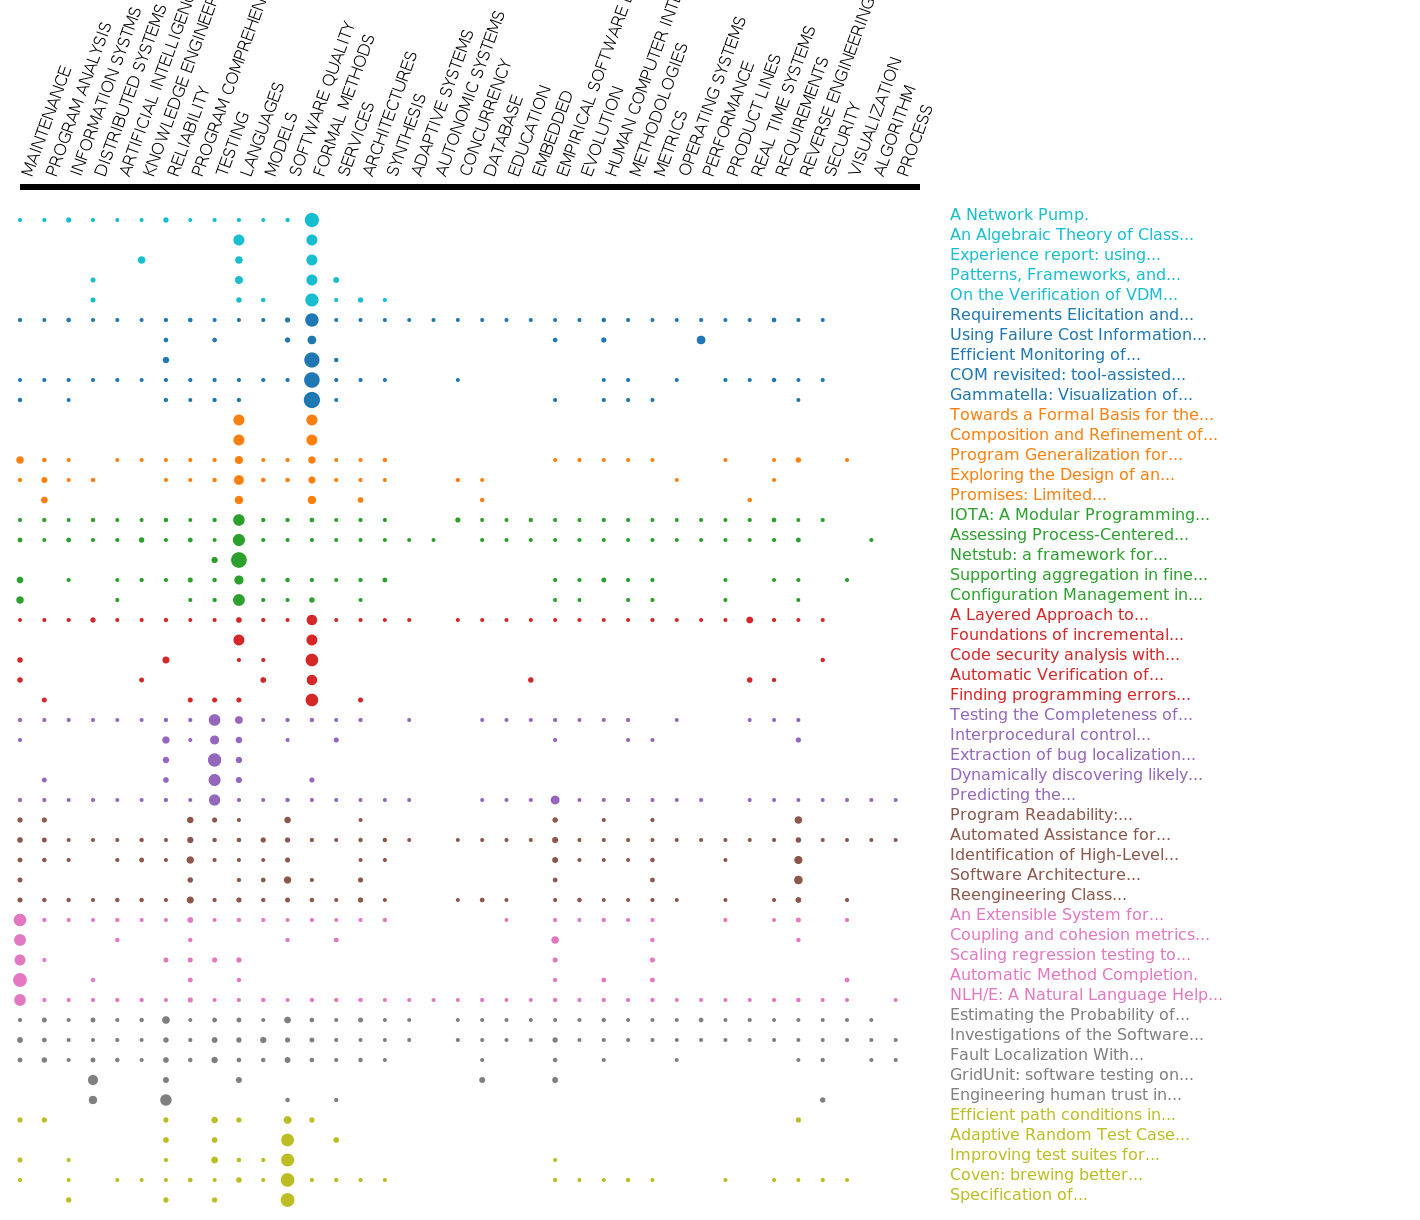 MAINTENANCE
PROGRAM ANALYSIS
INFORMATION SYSTMS
DISTRIBUTED SYSTEMS
ARTIFICIAL INTELLIGEN
KNOWLEDGE ENGINEER
RELIABILITY
PROGRAM COMPREHEN
TESTING
LANGUAGES
MODELS
SOFTWARE QUALITY
FORMAL METHODS
SERVICES
ARCHITECTURES
SYNTHESIS
ADAPTIVE SYSTEMS
AUTONOMIC SYSTEMS
CONCURRENCY
DATABASE
EDUCATION
EMBEDDED
EMPIRICAL SOFTWARE
EVOLUTION
HUMAN COMPUTER INTE
METHODOLOGIES
METRICS
OPERATING SYSTEMS
PERFORMANCE
PRODUCT LINES
REAL TIME SYSTEMS
REQUIREMENTS
REVERSE ENGINEERING
SECURITY
VISUALIZATION
ALGORITHM
PROCESS
A Network Pump.
An Algebraic Theory of Class...
Experience report: using...
Patterns, Frameworks, and...
On the Verification of VDM...
Requirements Elicitation and...
Using Failure Cost Information...
Efficient Monitoring of...
COM revisited: tool-assisted...
Gammatella: Visualization of...
Towards a Formal Basis for the...
Composition and Refinement of...
Program Generalization for...
Exploring the Design of an...
Promises: Limited...
IOTA: A Modular Programming...
Assessing Process-Centered...
Netstub: a framework for...
Supporting aggregation in fine...
Configuration Management in...
A Layered Approach to...
Foundations of incremental...
Code security analysis with...
Automatic Verification of...
Finding programming errors...
Testing the Completeness of...
Interprocedural control...
Extraction of bug localization...
Dynamically discovering likely...
Predicting the...
Program Readability:...
Automated Assistance for...
Identification of High-Level...
Software Architecture...
Reengineering Class...
An Extensible System for...
Coupling and cohesion metrics...
Scaling regression testing to...
Automatic Method Completion.
NLH/E: A Natural Language Help...
Estimating the Probability of...
Investigations of the Software...
Fault Localization With...
GridUnit: software testing on...
Engineering human trust in...
Efficient path conditions in...
Adaptive Random Test Case...
Improving test suites for...
Coven: brewing better...
Specification of...